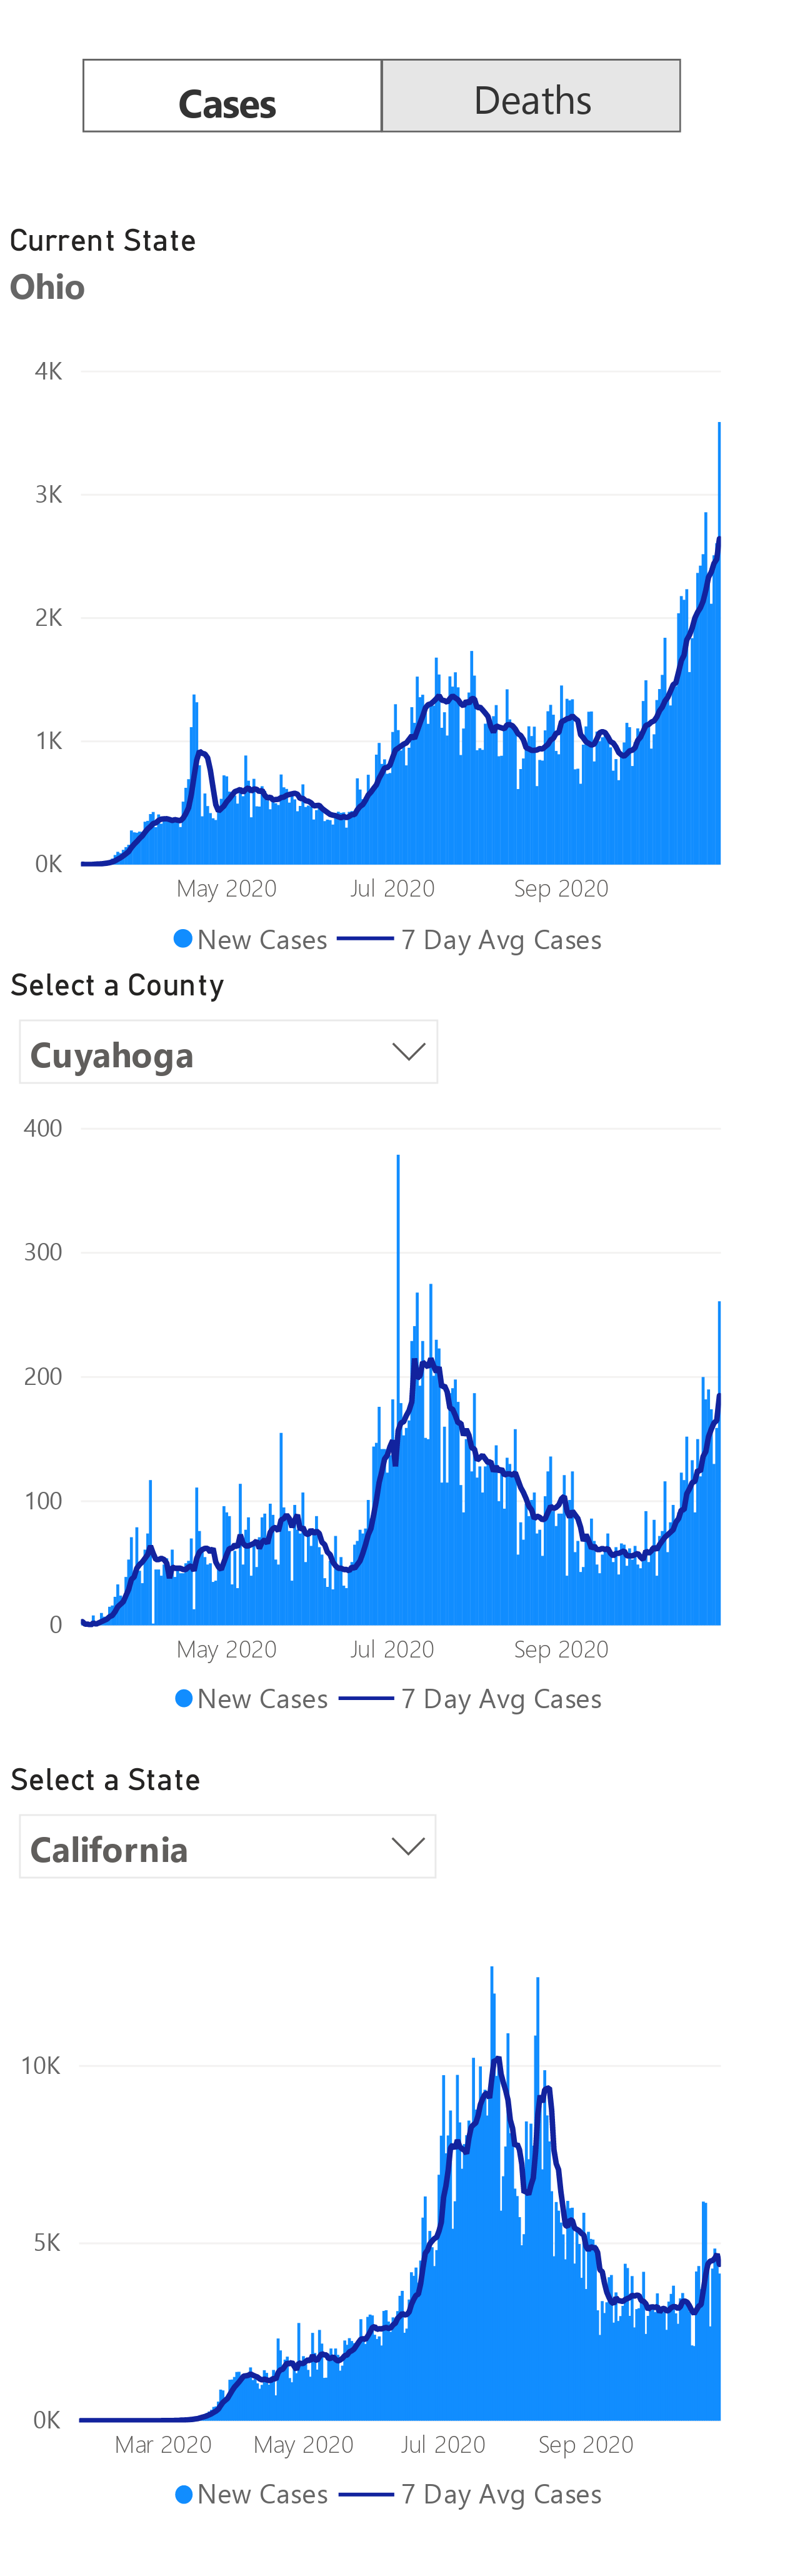 Cases Deaths
Current State
Ohio
4K
3K
2K
1K
0K
May 2020 Jul 2020 Sep 2020
New Cases 7 Day Avg Cases
Select a County
Cuyahoga
400
300
200
100
0
May 2020 Jul 2020 Sep 2020
New Cases 7 Day Avg Cases
Select a State
California
10K
5K
0K
Mar 2020 May 2020 Jul 2020 Sep 2020
New Cases 7 Day Avg Cases